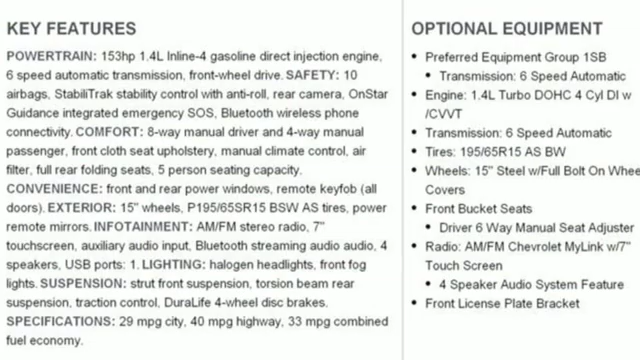 KEY FEATURES
POWERTRAIN: 153hp 1.4L Inline-4 gasoline direct injection engine,
6 speed automatic transmission, front-wheel drive. SAFETY: 10
airbags, StabiliTrak stability control with anti-roll, rear camera, OnStar
Guidance integrated emergency SOS, Bluetooth wireless phone
connectivity. COMFORT: 8-way manual driver and 4-way manual
passenger, front cloth seat upholstery, manual climate control, air
filter, full rear folding seats, 5 person seating capacity.
CONVENIENCE: front and rear power windows, remote keyfob (all
doors). EXTERIOR: 15" wheels, P195/65SR15 BSW AS tires, power
remote mirrors. INFOTAINMENT: AM/FM stereo radio, 7"
touchscreen, auxiliary audio input, Bluetooth streaming audio audio, 4
speakers, USB ports: 1. LIGHTING: halogen headlights, front fog
lights. SUSPENSION: strut front suspension, torsion beam rear
suspension, traction control, DuraLife 4-wheel disc brakes.
SPECIFICATIONS: 29 mpg city, 40 mpg highway, 33 mpg combined
fuel economy.
OPTIONAL EQUIPMENT
• Preferred Equipment Group 1SB
• Transmission: 6 Speed Automatic
• Engine: 1.4L Turbo DOHC 4 Cyl DI w
/CVVT
• Transmission: 6 Speed Automatic
• Tires: 195/65R15 AS BW
• Wheels: 15" Steel w/Full Bolt On Whee
Covers
• Front Bucket Seats
• Driver 6 Way Manual Seat Adjuster
• Radio: AM/FM Chevrolet MyLink w/7"
Touch Screen
• 4 Speaker Audio System Feature
• Front License Plate Bracket